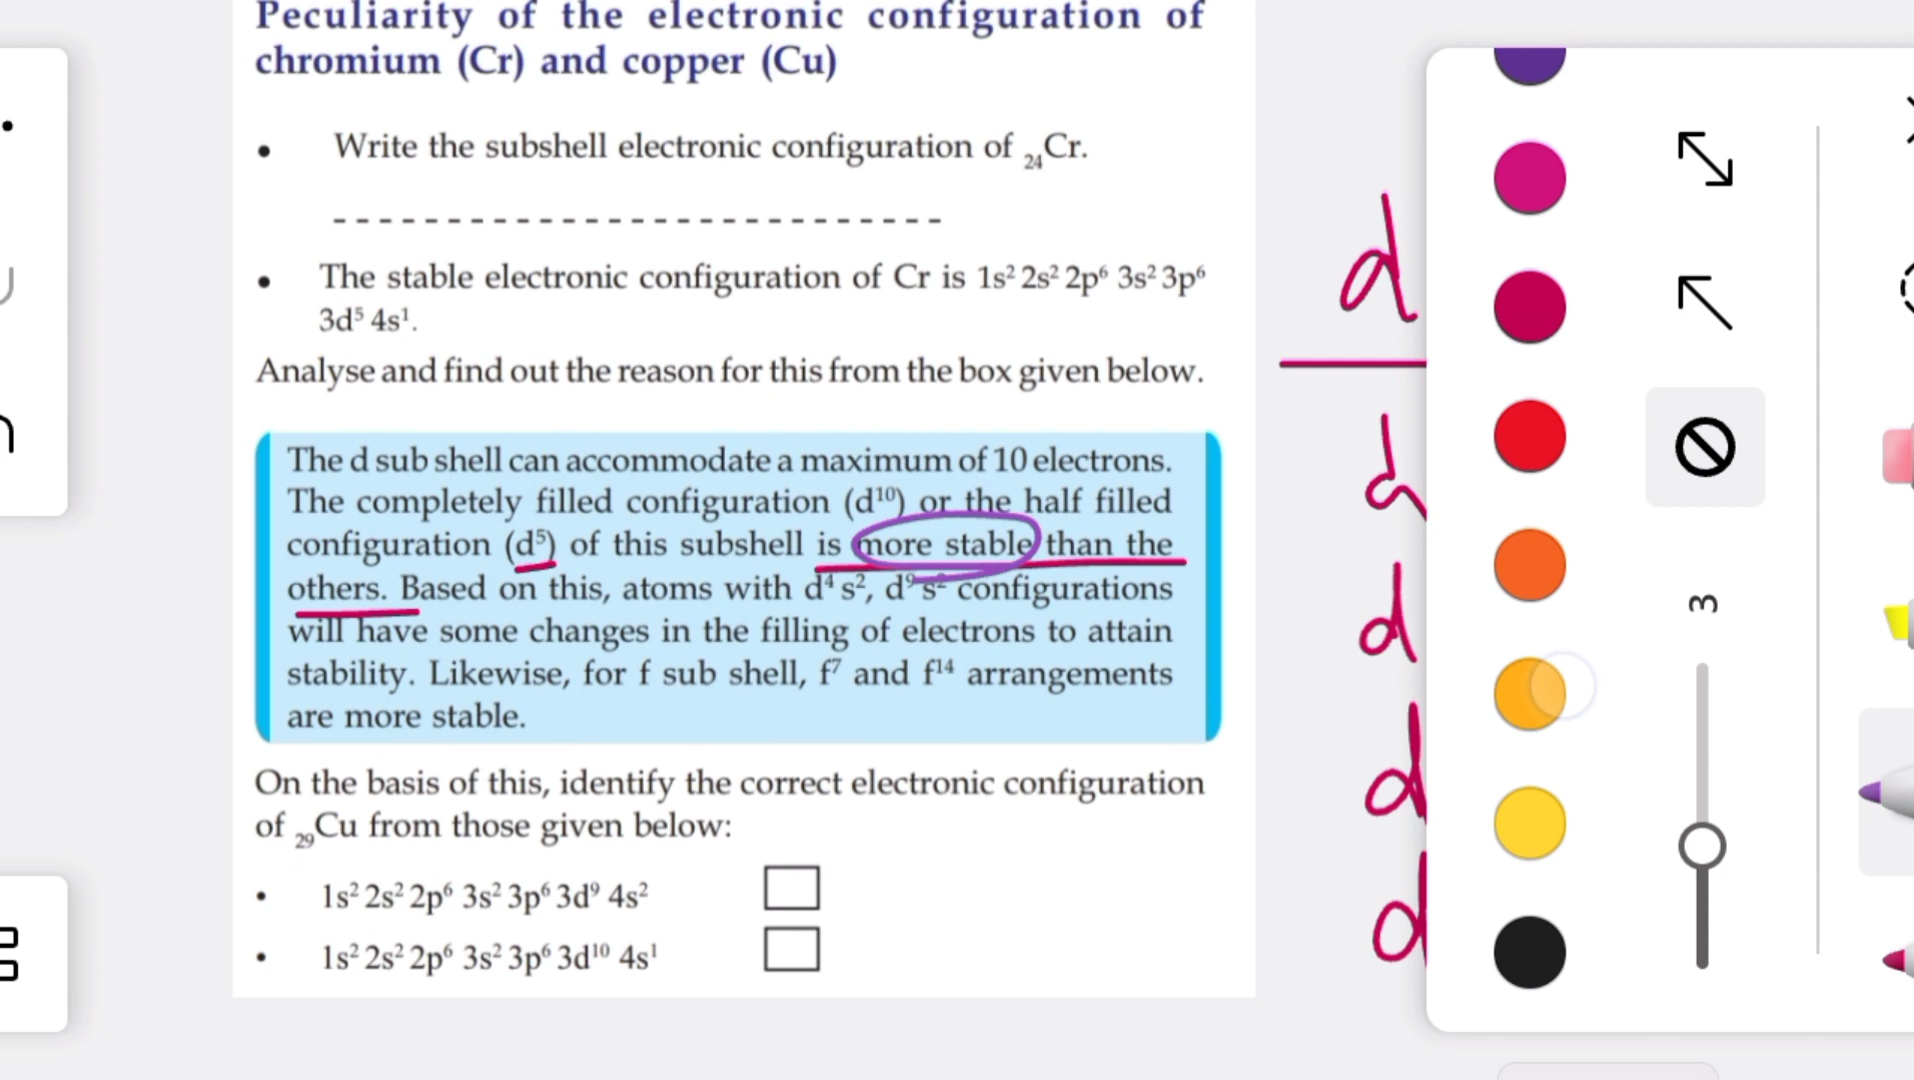 Peculiarity of the electronic configuration of
chromium (Cr) and copper (Cu)
• Write the subshell electronic configuration of ₂₄Cr.
• The stable electronic configuration of Cr is 1s² 2s² 2p⁶ 3s² 3p⁶
3d⁵ 4s¹.
Analyse and find out the reason for this from the box given below.
The d sub shell can accommodate a maximum of 10 electrons.
The completely filled configuration (d¹⁰) or the half filled
configuration (d⁵) of this subshell is more stable than the
others. Based on this, atoms with d⁴ s², d⁹ s² configurations
will have some changes in the filling of electrons to attain
stability. Likewise, for f sub shell, f⁷ and f¹⁴ arrangements
are more stable.
On the basis of this, identify the correct electronic configuration
of ₂₉Cu from those given below:
• 1s² 2s² 2p⁶ 3s² 3p⁶ 3d⁹ 4s²
• 1s² 2s² 2p⁶ 3s² 3p⁶ 3d¹⁰ 4s¹
d
d
d
d
d
3